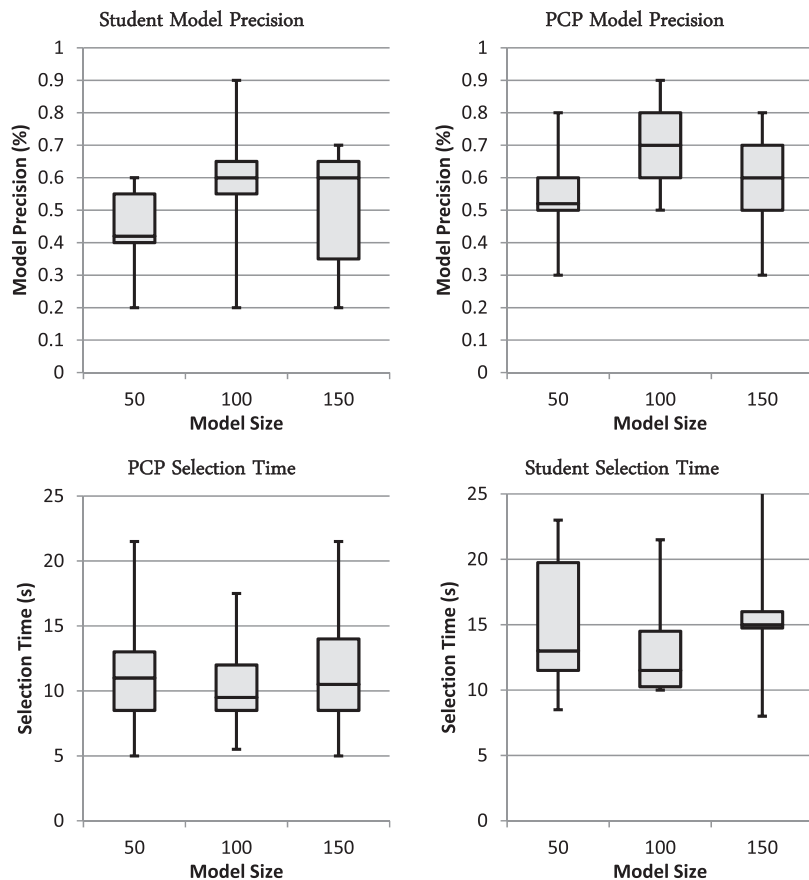 Student Model Precision
1
0.9
0.8
0.7
0.6
0.5
0.4
0.3
0.2
0.1
0
Model Precision (%)
50 100 150
Model Size
PCP Model Precision
1
0.9
0.8
0.7
0.6
0.5
0.4
0.3
0.2
0.1
0
Model Precision (%)
50 100 150
Model Size
PCP Selection Time
25
20
15
10
5
0
Selection Time (s)
50 100 150
Model Size
Student Selection Time
25
20
15
10
5
0
Selection Time (s)
50 100 150
Model Size